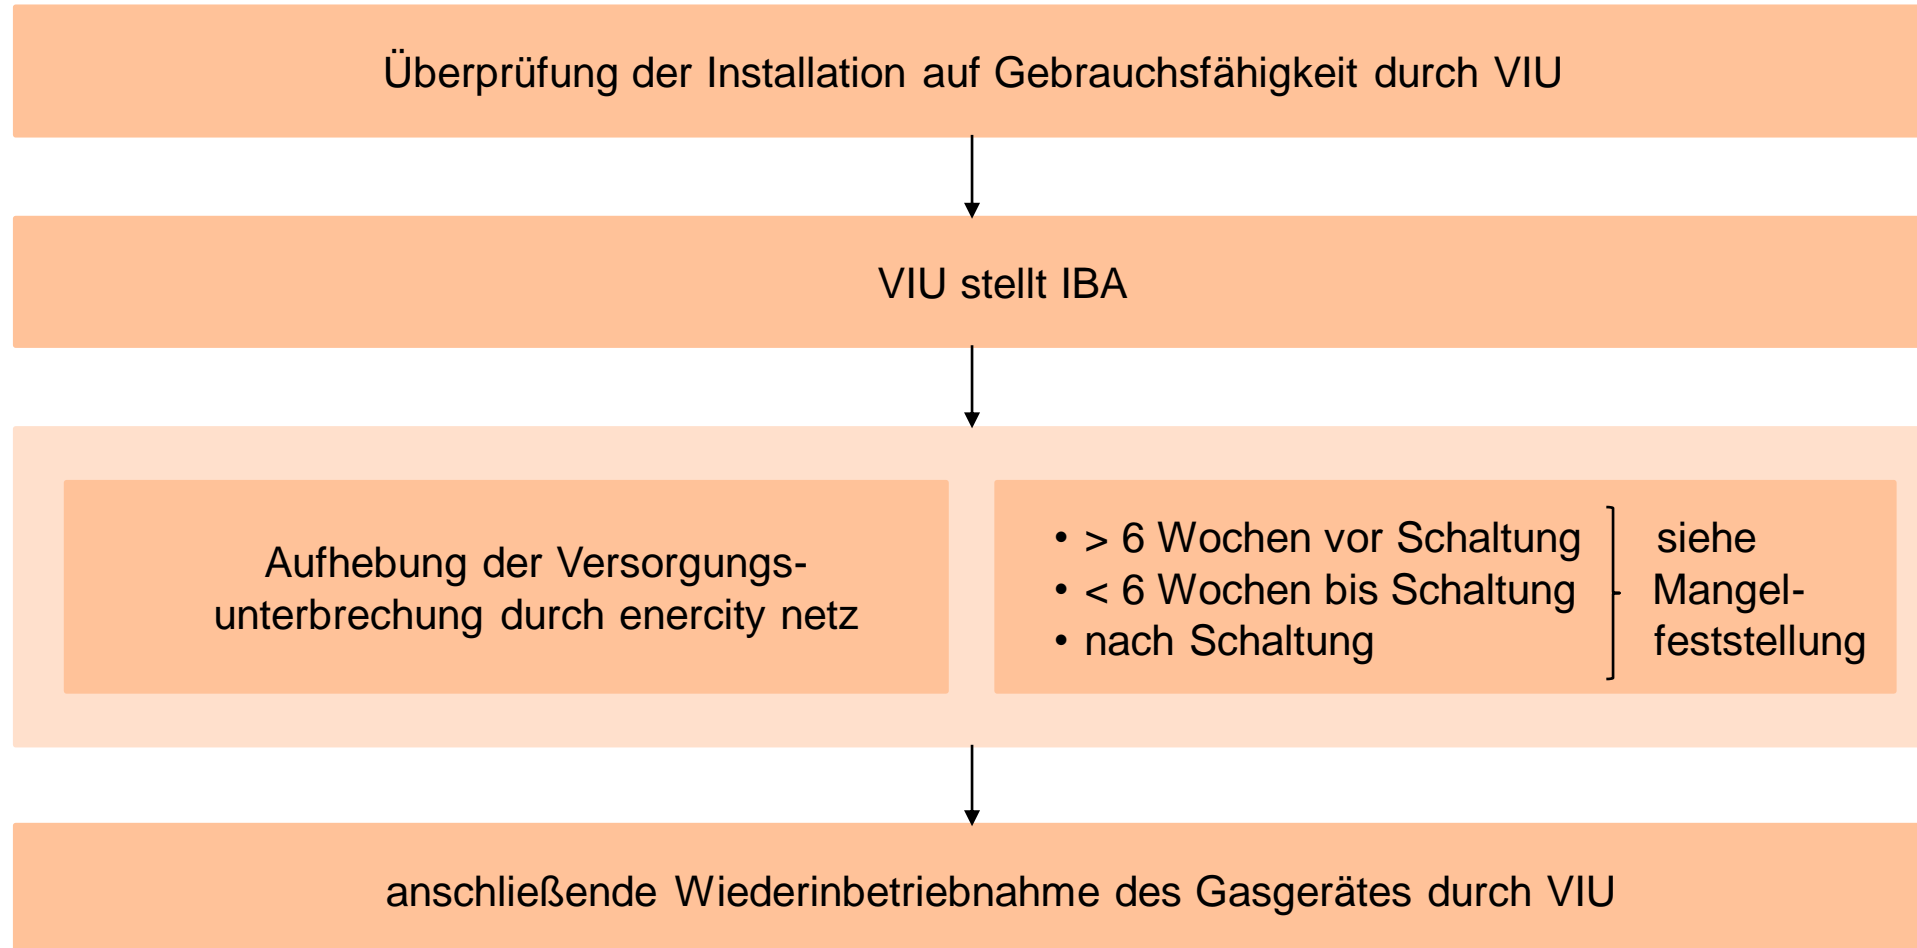 Überprüfung der Installation auf Gebrauchsfähigkeit durch VIU
VIU stellt IBA
Aufhebung der Versorgungs-
unterbrechung durch enercity netz
• > 6 Wochen vor Schaltung
• < 6 Wochen bis Schaltung
• nach Schaltung
siehe
Mangel-
feststellung
anschließende Wiederinbetriebnahme des Gasgerätes durch VIU